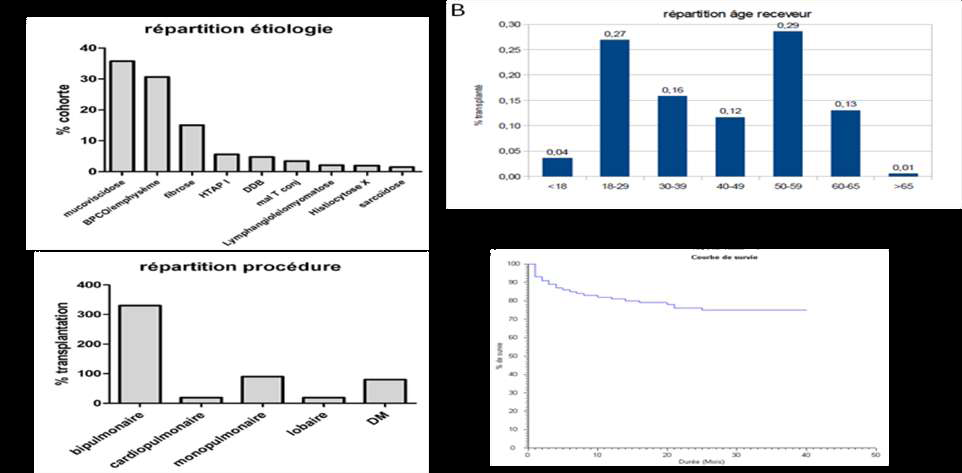 répartition étiologie
% cohorte
40
30
20
10
0
mucoviscidose
BPCO/emphysème
fibrose
HTAP I
DDB
mal T conj
Lymphangioleiomyomatose
Histiocytose X
sarcoidose
B
répartition âge receveur
% transplanté
0,30
0,25
0,20
0,15
0,10
0,05
0,00
0,04
0,27
0,16
0,12
0,29
0,13
0,01
<18
18-29
30-39
40-49
50-59
60-65
>65
répartition procédure
% transplantation
400
300
200
100
0
bipulmonaire
cardiopulmonaire
monopulmonaire
lobaire
DM
Courbe de survie
% de survie
100
90
80
70
60
50
40
30
20
10
0
0
10
20
30
40
50
Durée (Mois)